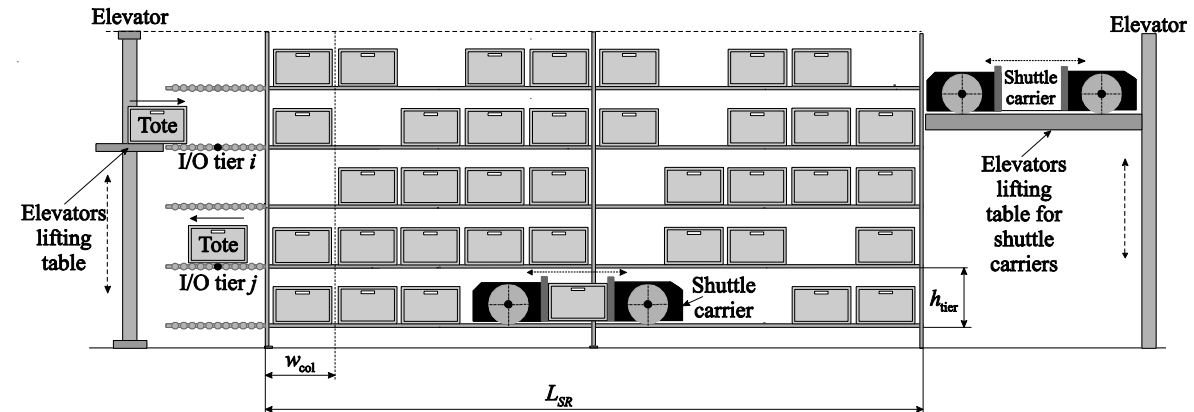 Elevator
Elevator
Shuttle
carrier
Tote
I/O tier i
Elevators
lifting
table
Elevators
lifting
table for
shuttle
carriers
Tote
I/O tier j
Shuttle
carrier
h_tier
w_col
L_SR